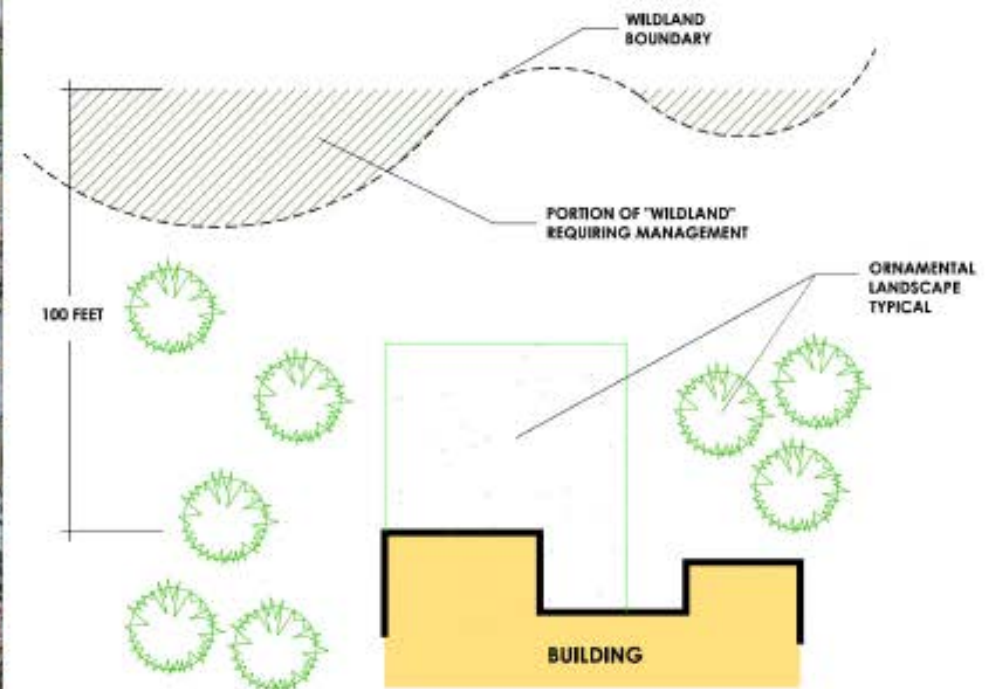 WILDLAND
BOUNDARY
PORTION OF "WILDLAND"
REQUIRING MANAGEMENT
ORNAMENTAL
LANDSCAPE
TYPICAL
100 FEET
BUILDING